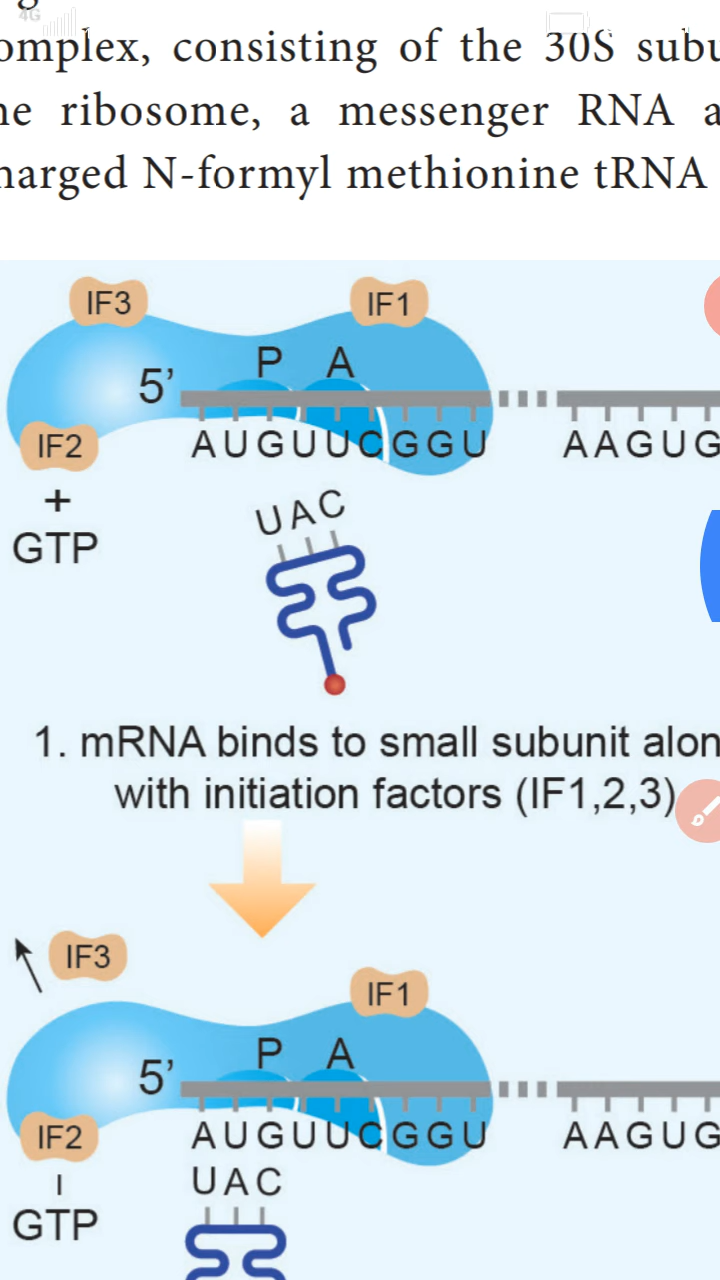 4G
omplex, consisting of the 30S subu
ne ribosome, a messenger RNA a
harged N-formyl methionine tRNA
IF3
IF1
P A
5'
AUGUUCGGU AAGUG
IF2
+
GTP
UAC
1. mRNA binds to small subunit alon
with initiation factors (IF1,2,3)
IF3
IF1
P A
5'
AUGUUCGGU AAGUG
IF2
UAC
GTP